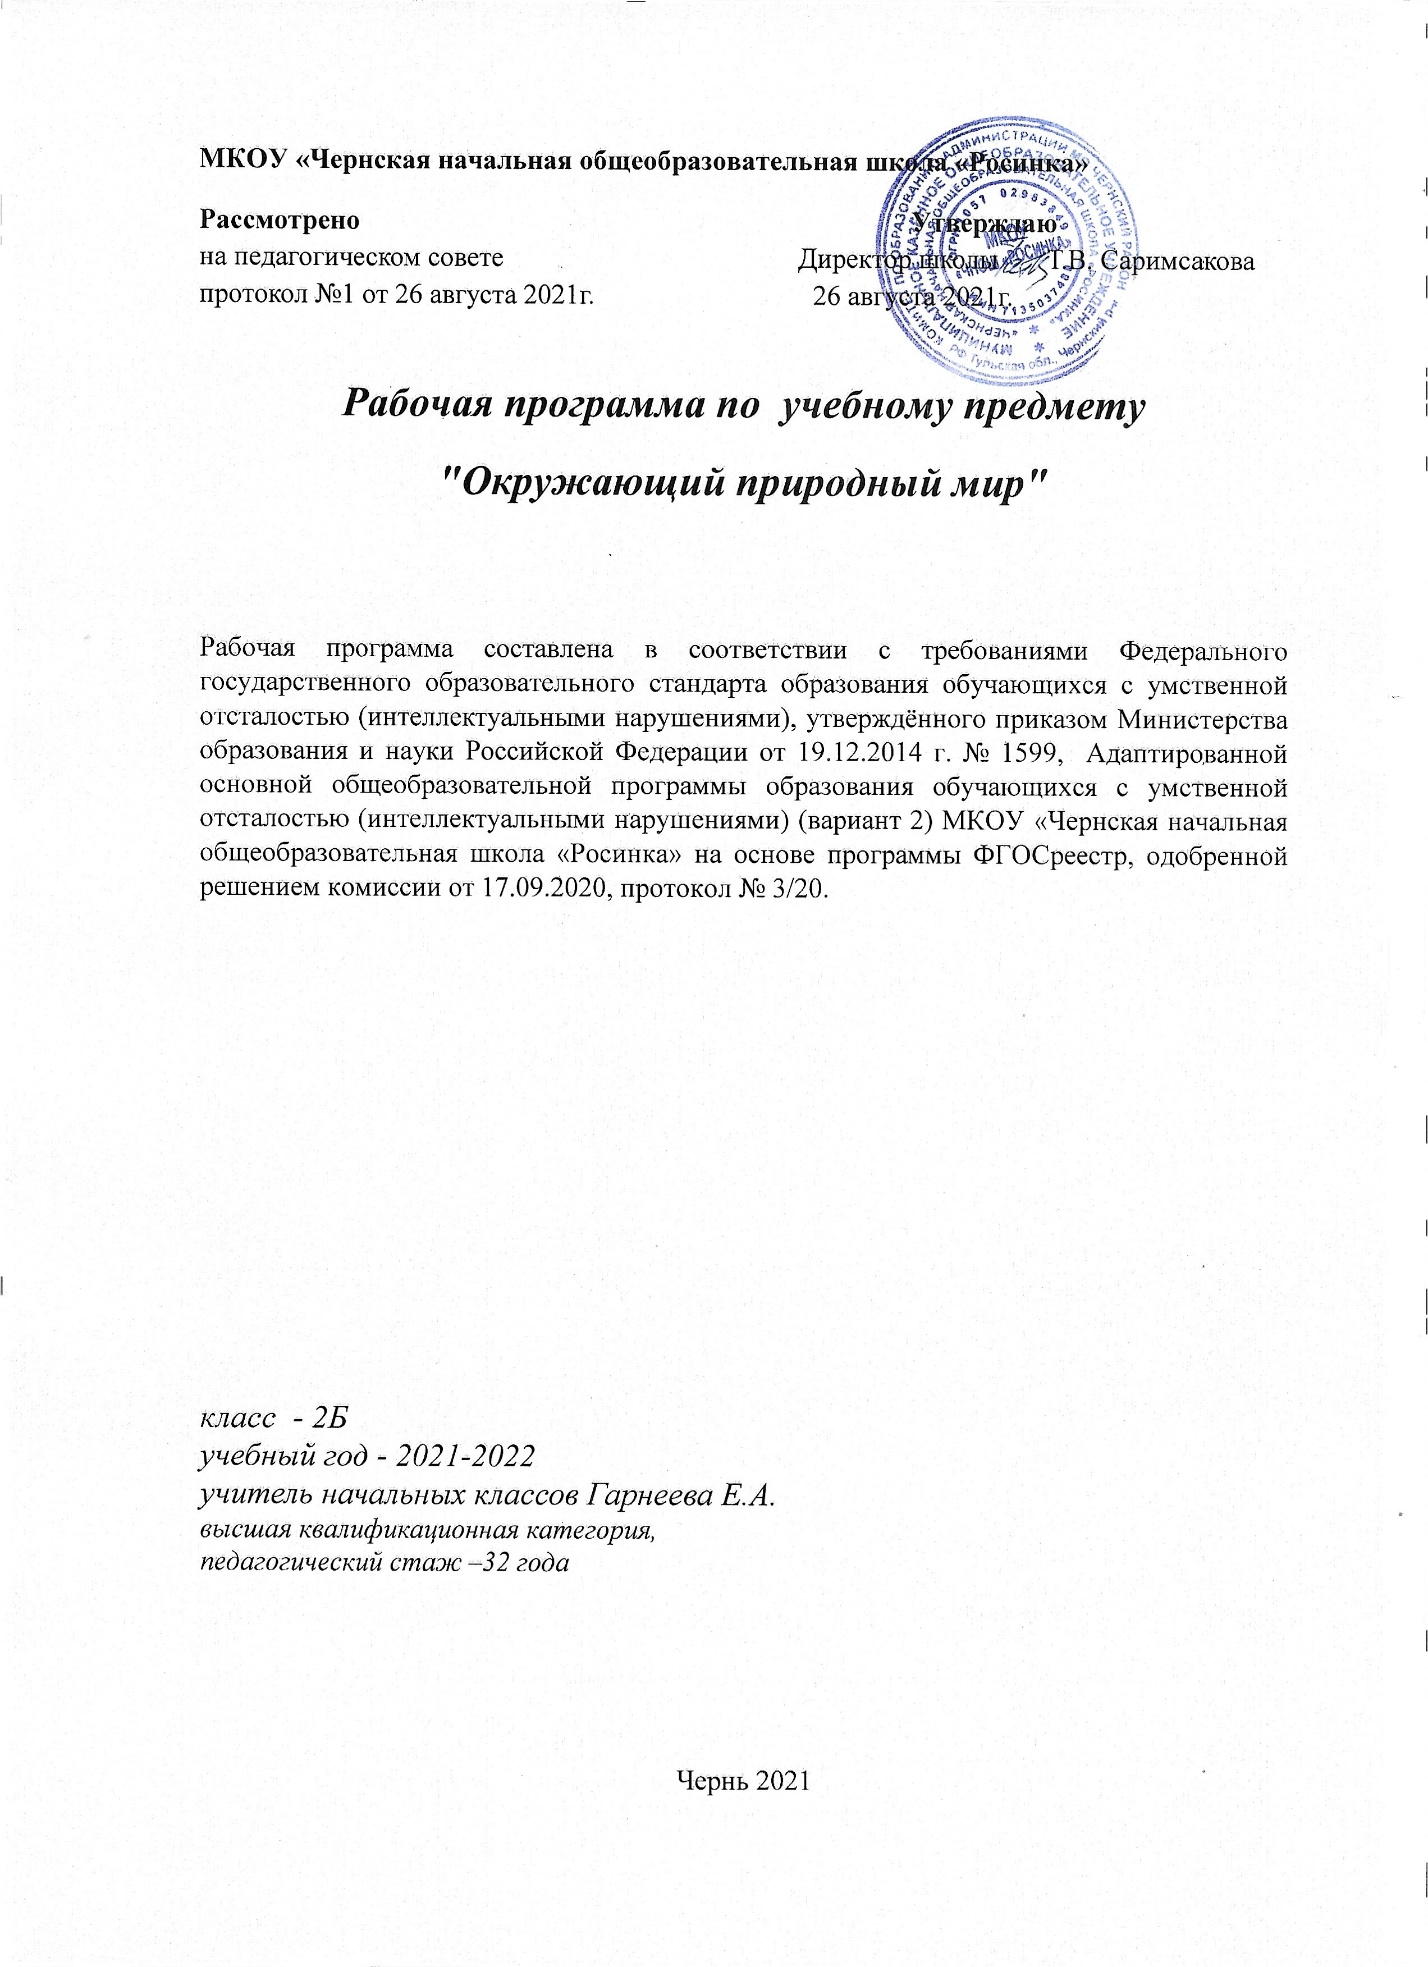 МКОУ «Чернская начальная общеобразовательная школа «Росинка»
Рассмотрено Утверждаю
на педагогическом совете Директор школы Т.В. Саримсакова
протокол №1 от 26 августа 2021г. 26 августа 2021г.
Рабочая программа по учебному предмету
"Окружающий природный мир"
Рабочая программа составлена в соответствии с требованиями Федерального
государственного образовательного стандарта образования обучающихся с умственной
отсталостью (интеллектуальными нарушениями), утверждённого приказом Министерства
образования и науки Российской Федерации от 19.12.2014 г. № 1599, Адаптированной
основной общеобразовательной программы образования обучающихся с умственной
отсталостью (интеллектуальными нарушениями) (вариант 2) МКОУ «Чернская начальная
общеобразовательная школа «Росинка» на основе программы ФГОСреестр, одобренной
решением комиссии от 17.09.2020, протокол № 3/20.
класс - 2Б
учебный год - 2021-2022
учитель начальных классов Гарнеева Е.А.
высшая квалификационная категория,
педагогический стаж –32 года
Чернь 2021